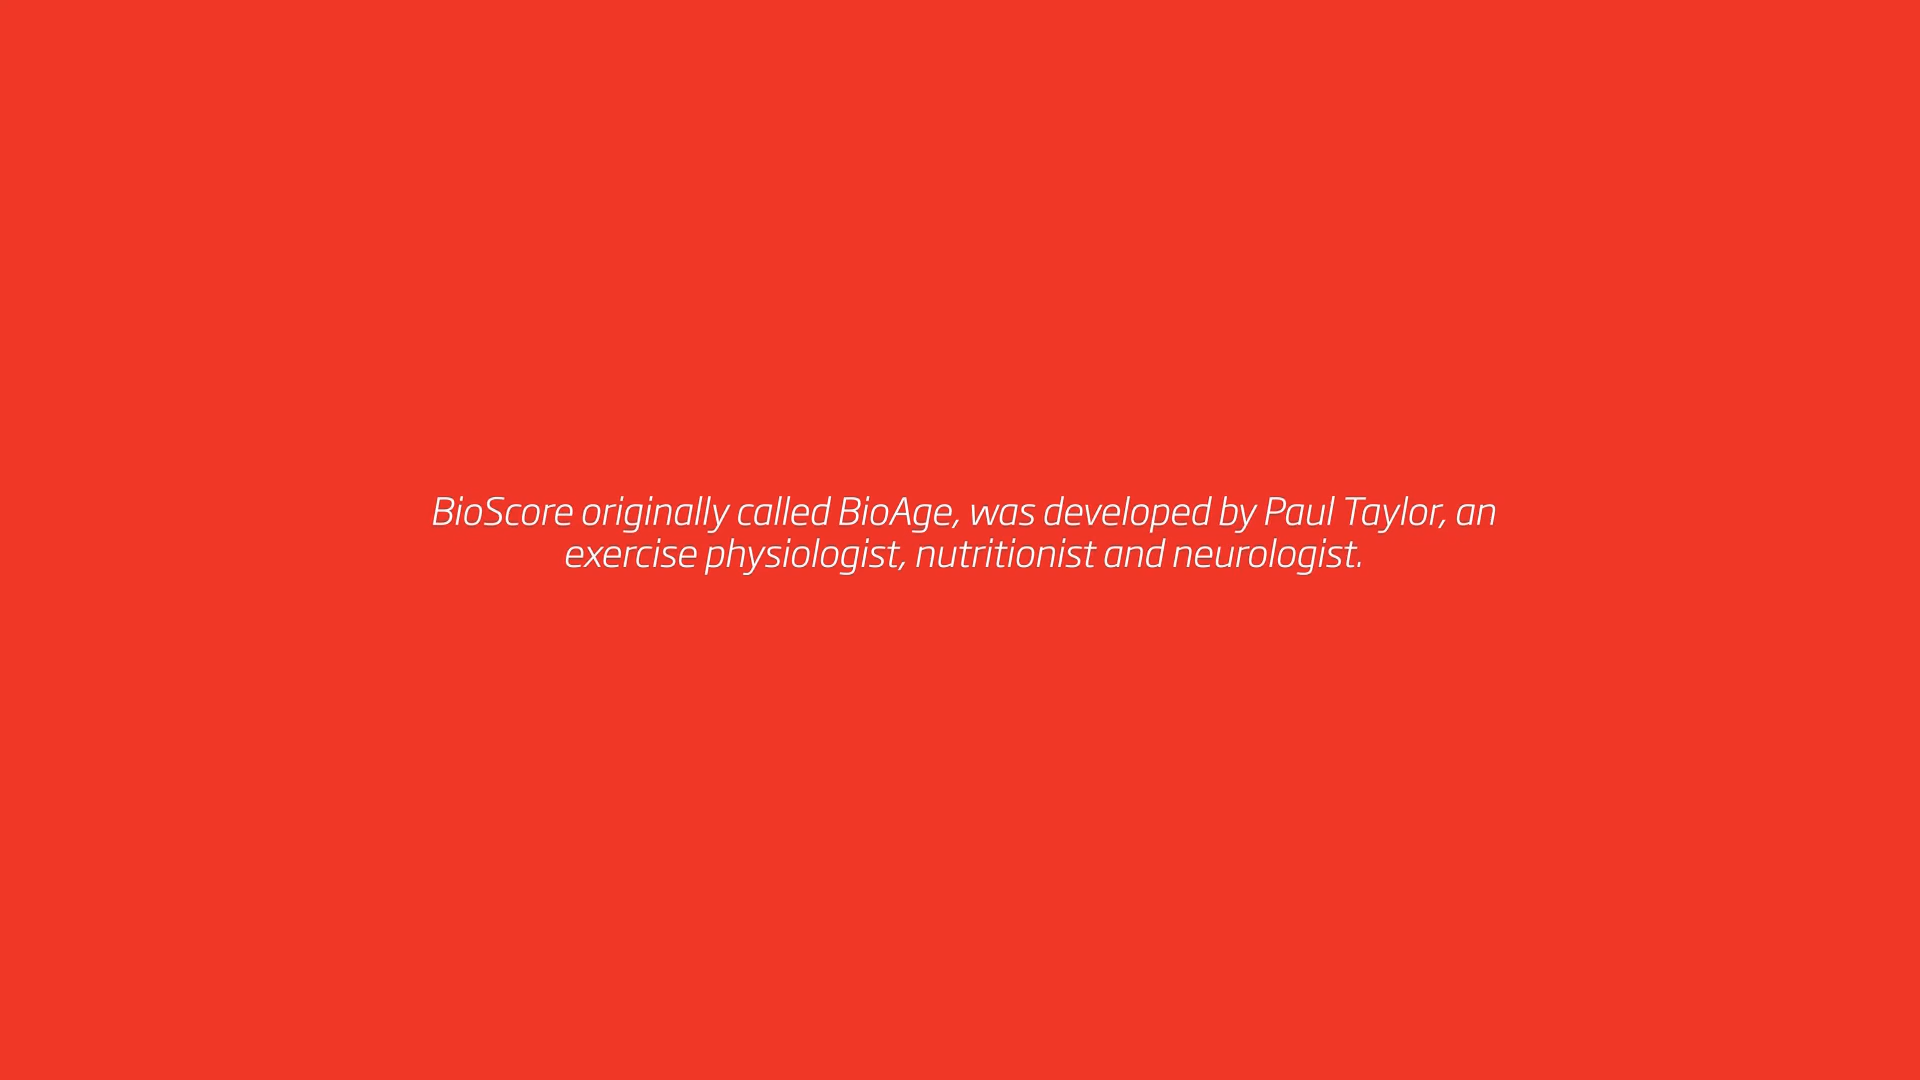 BioScore originally called BioAge, was developed by Paul Taylor, an
exercise physiologist, nutritionist and neurologist.